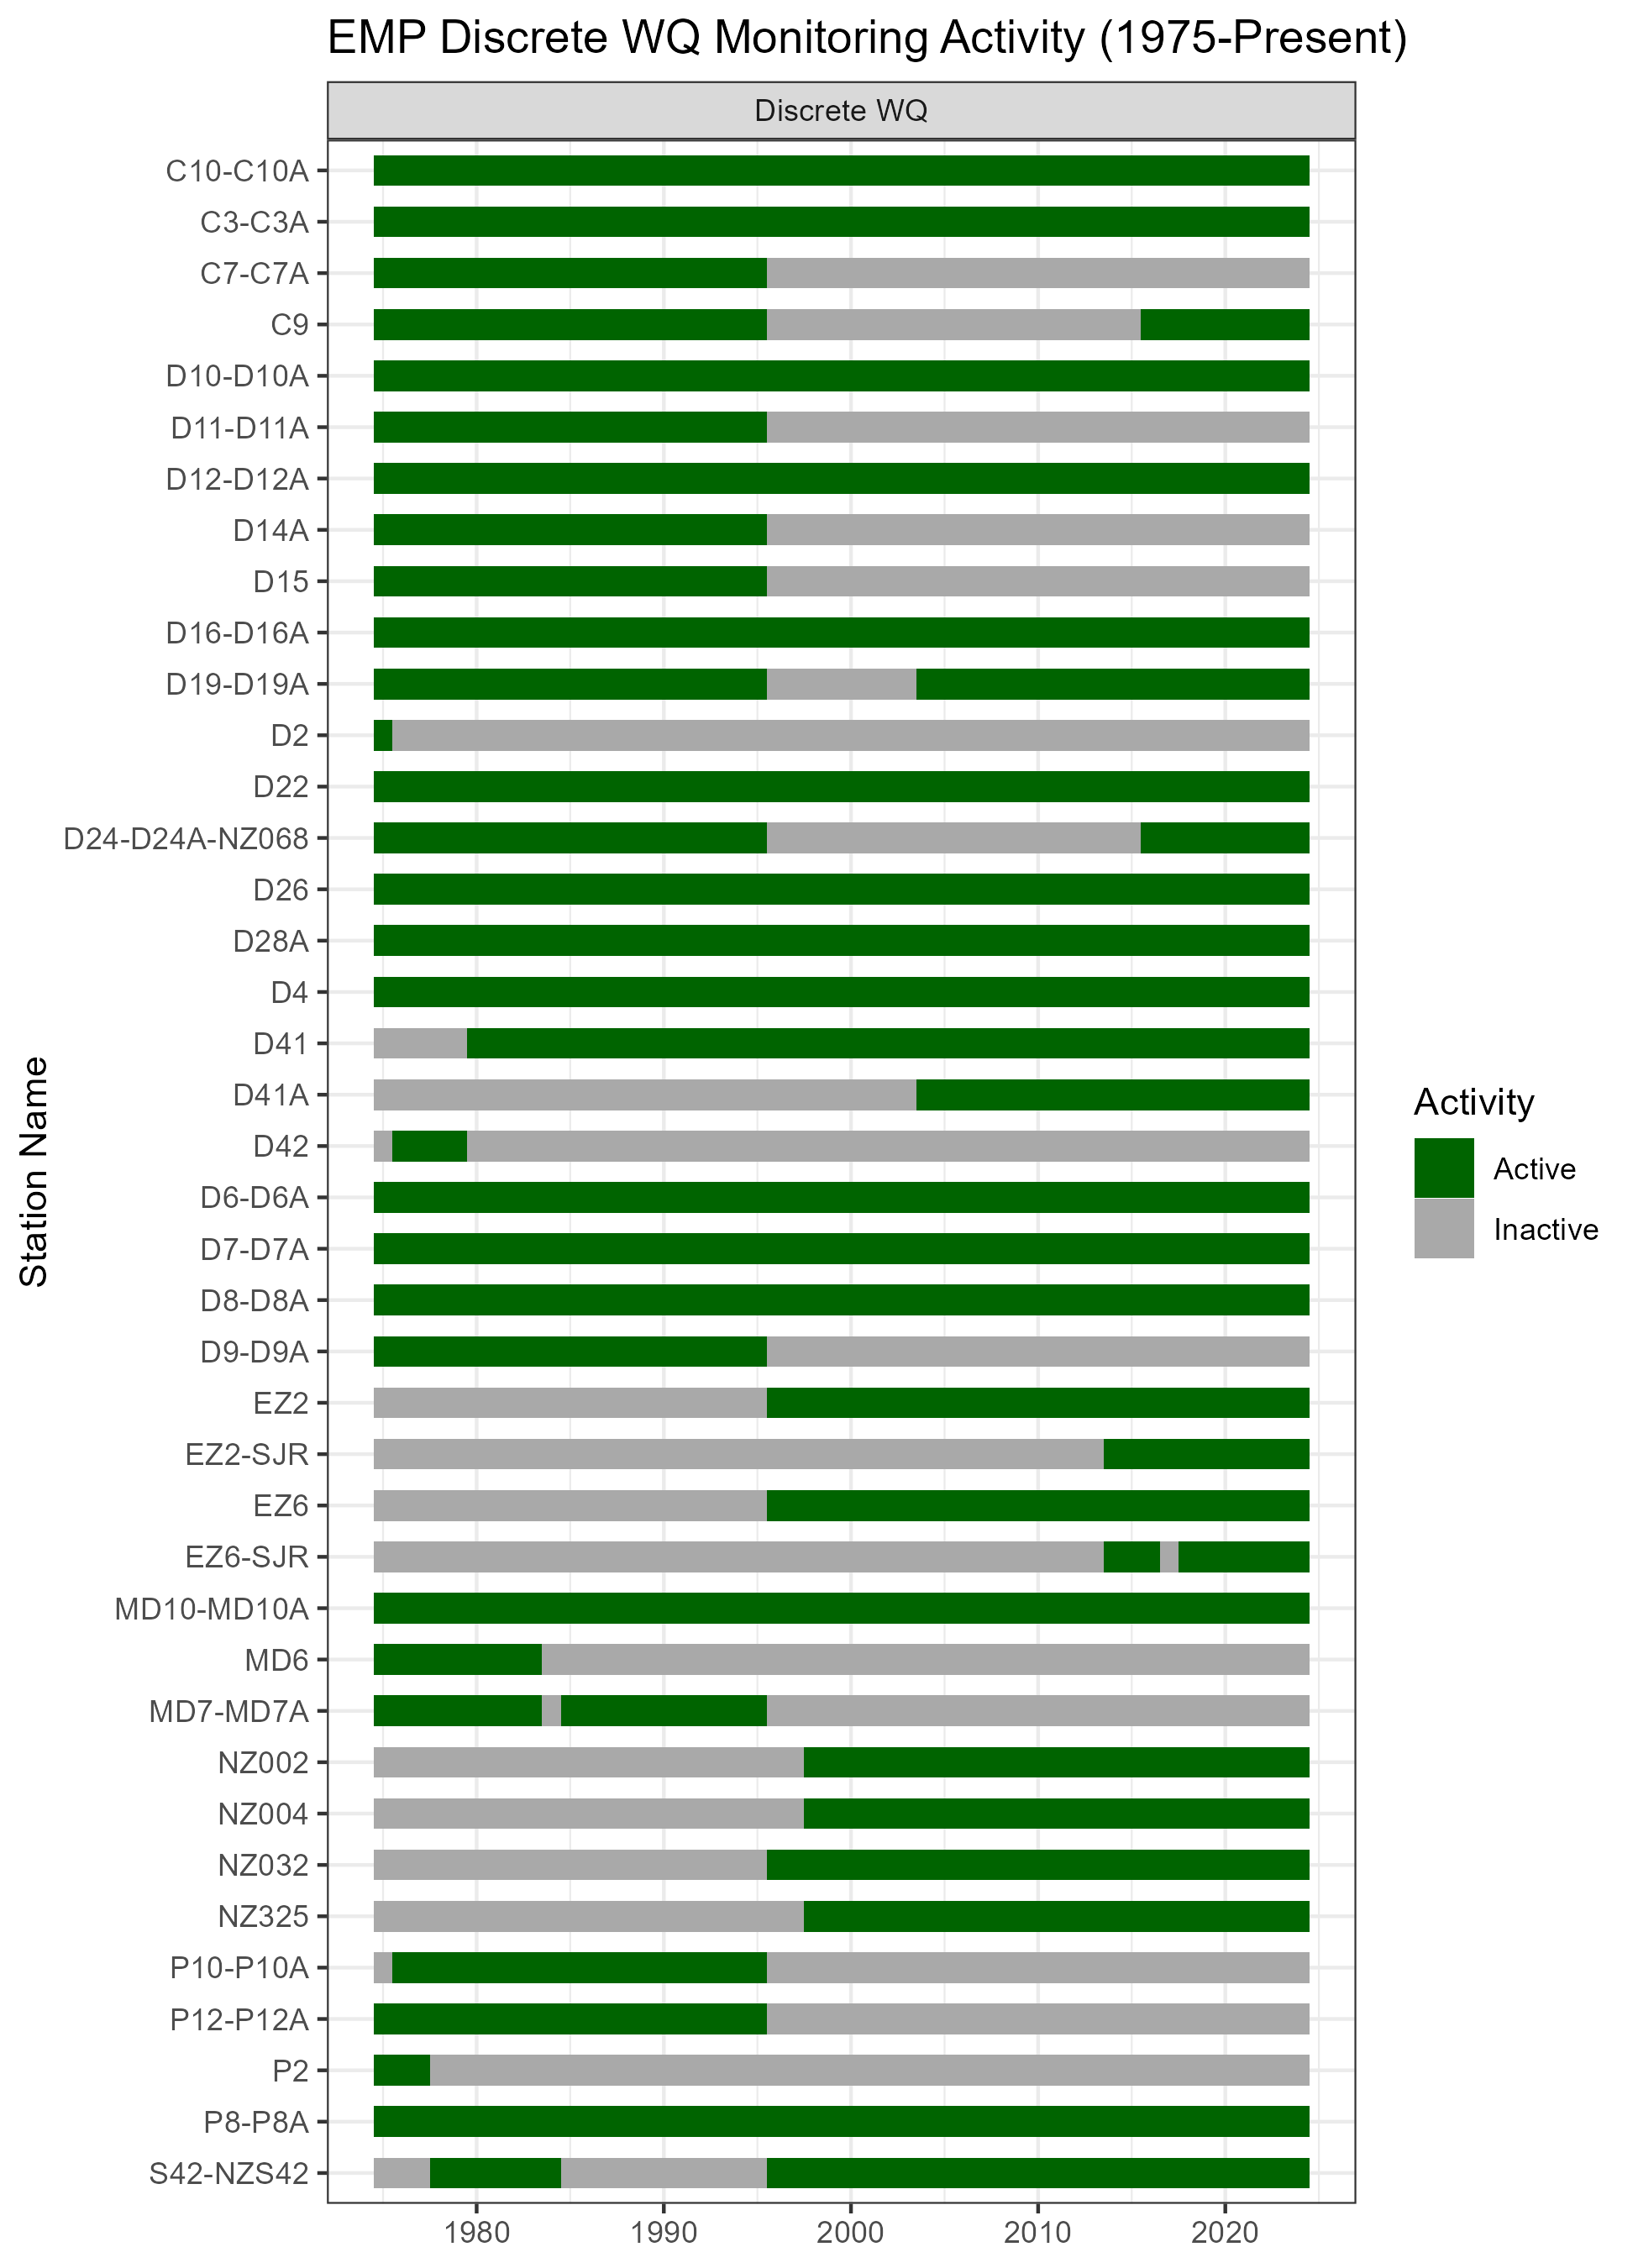 EMP Discrete WQ Monitoring Activity (1975-Present)
Discrete WQ
C10-C10A
C3-C3A
C7-C7A
C9
D10-D10A
D11-D11A
D12-D12A
D14A
D15
D16-D16A
D19-D19A
D2
D22
D24-D24A-NZ068
D26
D28A
D4
D41
D41A
D42
D6-D6A
D7-D7A
D8-D8A
D9-D9A
EZ2
EZ2-SJR
EZ6
EZ6-SJR
MD10-MD10A
MD6
MD7-MD7A
NZ002
NZ004
NZ032
NZ325
P10-P10A
P12-P12A
P2
P8-P8A
S42-NZS42
Station Name
1980 1990 2000 2010 2020
Activity
Active
Inactive